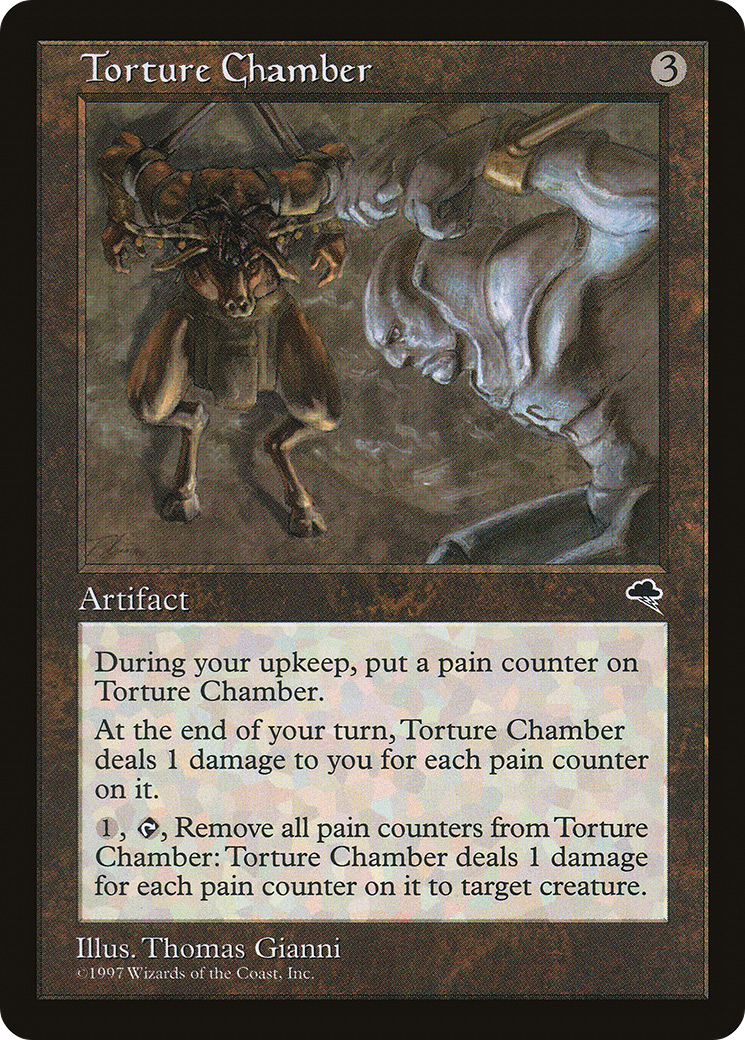 Torture Chamber 3
Artifact
During your upkeep, put a pain counter on
Torture Chamber.
At the end of your turn, Torture Chamber
deals 1 damage to you for each pain counter
on it.
1, , Remove all pain counters from Torture
Chamber: Torture Chamber deals 1 damage
for each pain counter on it to target creature.
Illus. Thomas Gianni
©1997 Wizards of the Coast, Inc.